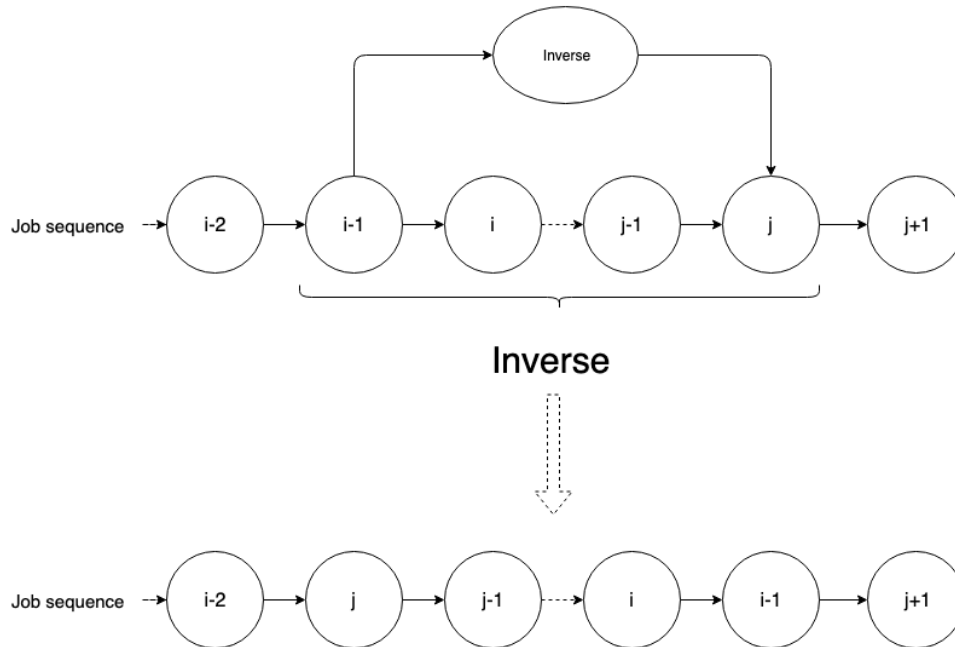 Inverse
Job sequence i-2 i-1 i j-1 j j+1
Inverse
Job sequence i-2 j j-1 i i-1 j+1